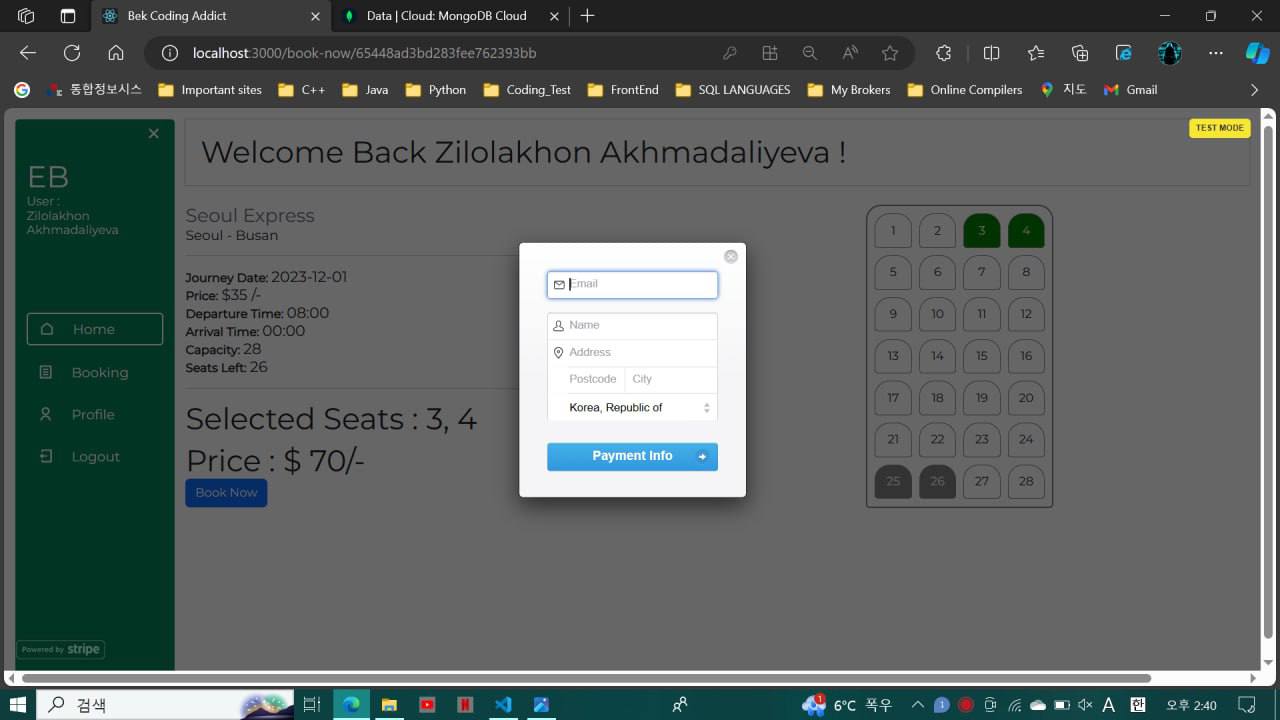 Bek Coding Addict
Data | Cloud: MongoDB Cloud
localhost:3000/book-now/65448ad3bd283fee762393bb
통합정보시스
Important sites
C++
Java
Python
Coding_Test
FrontEnd
SQL LANGUAGES
My Brokers
Online Compilers
지도
Gmail
TEST MODE
EB
User :
Zilolakhon
Akhmadaliyeva
Home
Booking
Profile
Logout
Powered by stripe
Welcome Back Zilolakhon Akhmadaliyeva !
Seoul Express
Seoul - Busan
Journey Date: 2023-12-01
Price: $35 /-
Departure Time: 08:00
Arrival Time: 00:00
Capacity: 28
Seats Left: 26
Selected Seats : 3, 4
Price : $ 70/-
Book Now
Email
Name
Address
Postcode City
Korea, Republic of
Payment Info
1 2 3 4
5 6 7 8
9 10 11 12
13 14 15 16
17 18 19 20
21 22 23 24
25 26 27 28
검색
1
6°C 폭우
1
A
한
오후 2:40